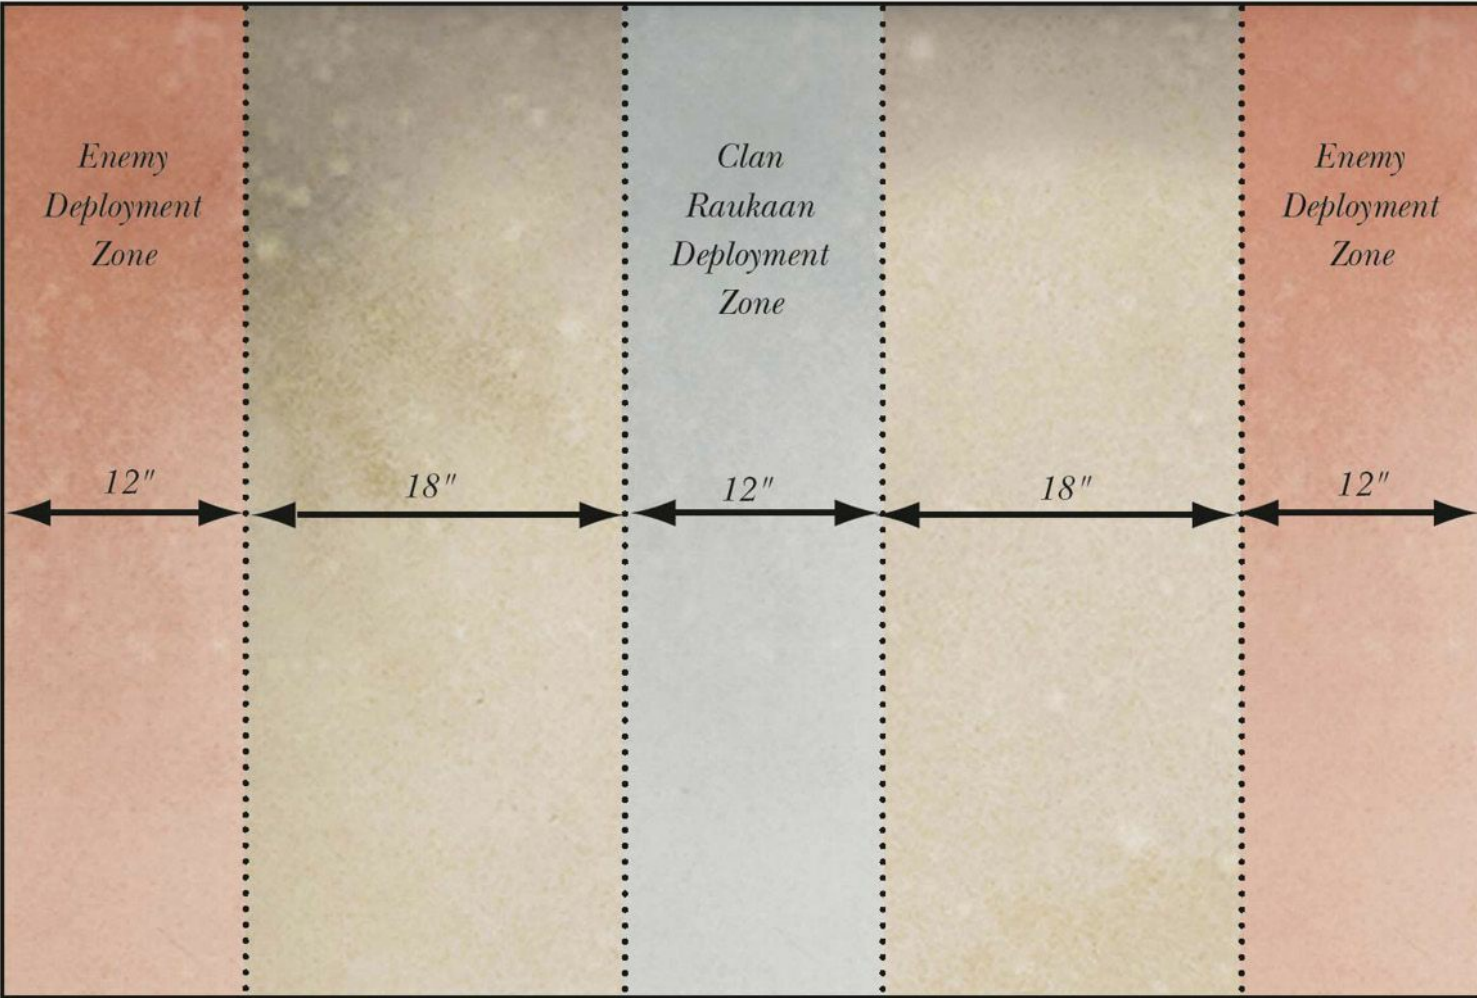 Enemy
Deployment
Zone
Clan
Raukaan
Deployment
Zone
Enemy
Deployment
Zone
12"
18"
12"
18"
12"